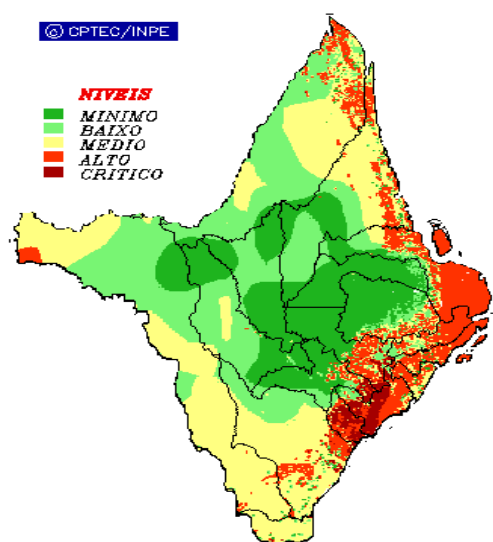 © CPTEC/INPE
NIVEIS
MINIMO
BAIXO
MEDIO
ALTO
CRITICO